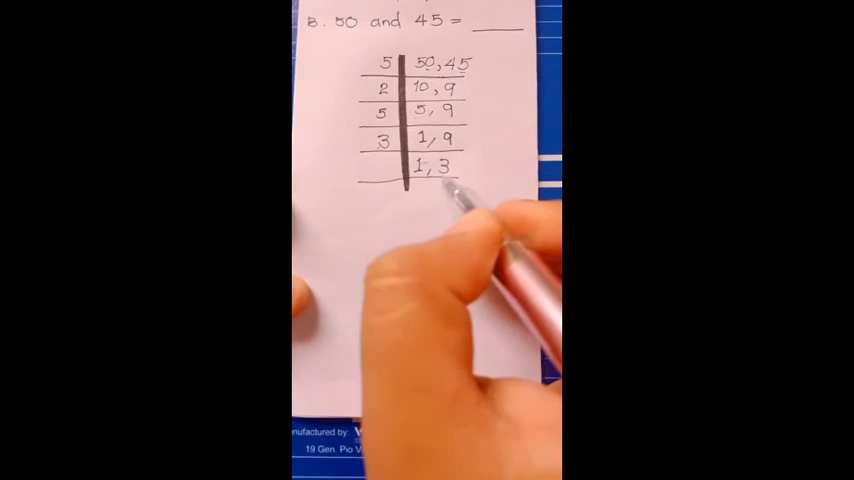 B. 50 and 45 = ____
5 50,45
2 10,9
5 5,9
3 1,9
1,3
nufactured by:
19 Gen. Pio V